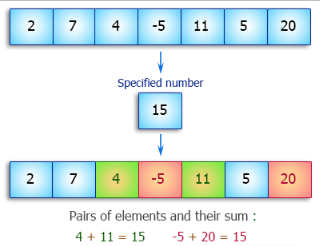 2 7 4 -5 11 5 20
Specified number
15
2 7 4 -5 11 5 20
Pairs of elements and their sum :
4 + 11 = 15 -5 + 20 = 15